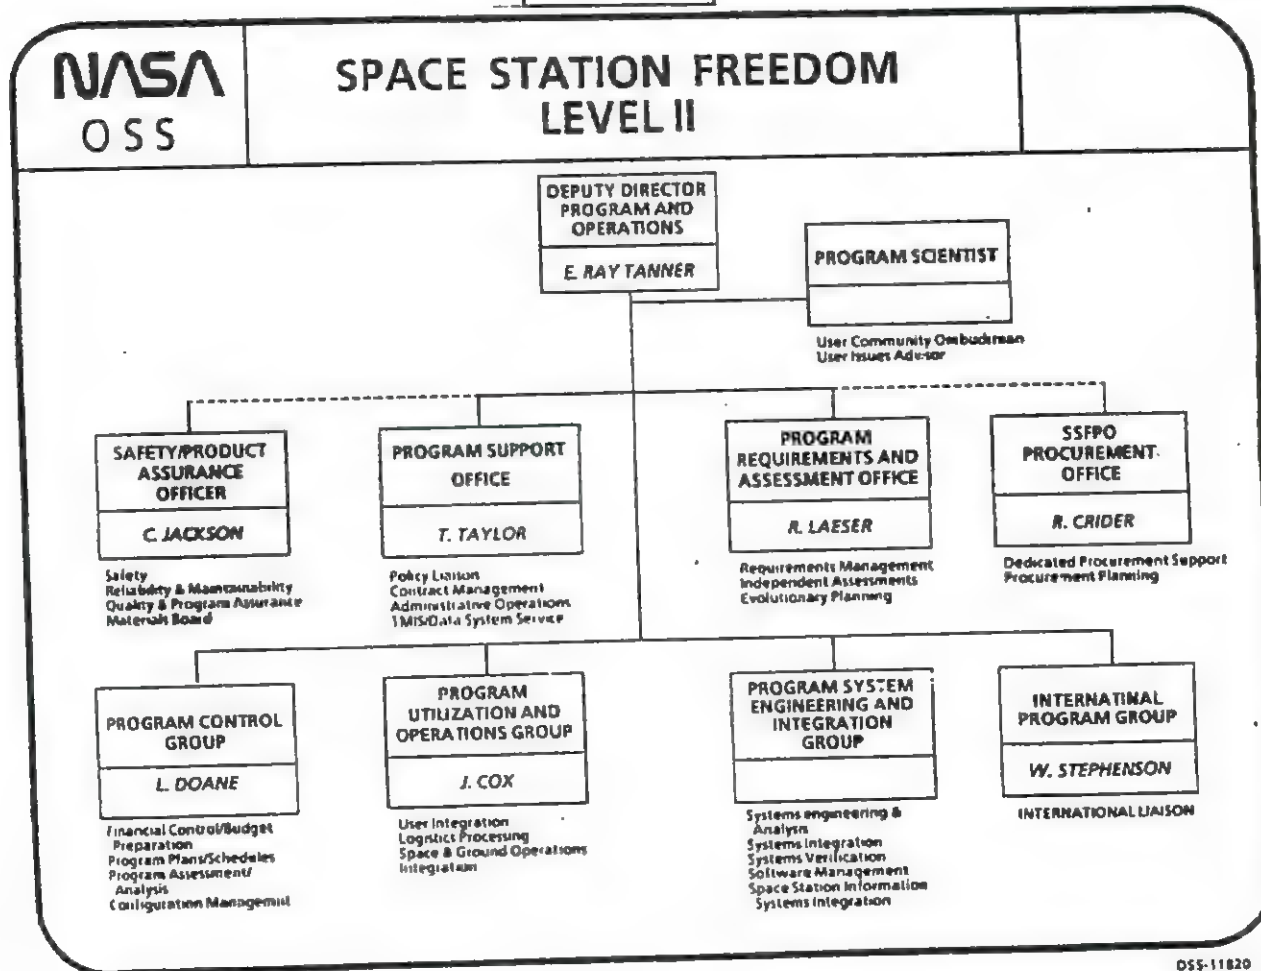 NASA
OSS
SPACE STATION FREEDOM
LEVEL II
DEPUTY DIRECTOR
PROGRAM AND
OPERATIONS
E. RAY TANNER
PROGRAM SCIENTIST
User Community Ombudsman
User Issues Advisor
SAFETY/PRODUCT
ASSURANCE
OFFICER
C. JACKSON
Safety
Reliability & Maintainability
Quality & Program Assurance
Materials Board
PROGRAM SUPPORT
OFFICE
T. TAYLOR
Policy Liaison
Contract Management
Administrative Operations
TMIS/Data System Service
PROGRAM
REQUIREMENTS AND
ASSESSMENT OFFICE
R. LAESER
Requirements Management
Independent Assessments
Evolutionary Planning
SSFPO
PROCUREMENT
OFFICE
R. CRIDER
Dedicated Procurement Support
Procurement Planning
PROGRAM CONTROL
GROUP
L. DOANE
Financial Control/Budget
Preparation
Program Plans/Schedules
Program Assessment/
Analysis
Configuration Managemnt
PROGRAM
UTILIZATION AND
OPERATIONS GROUP
J. COX
User Integration
Logistics Processing
Space & Ground Operations
Integration
PROGRAM SYSTEM
ENGINEERING AND
INTEGRATION
GROUP
Systems engineering &
Analysis
Systems Integration
Systems Verification
Software Management
Space Station Information
Systems Integration
INTERNATINAL
PROGRAM GROUP
W. STEPHENSON
INTERNATIONAL LIAISON
OSS-11820